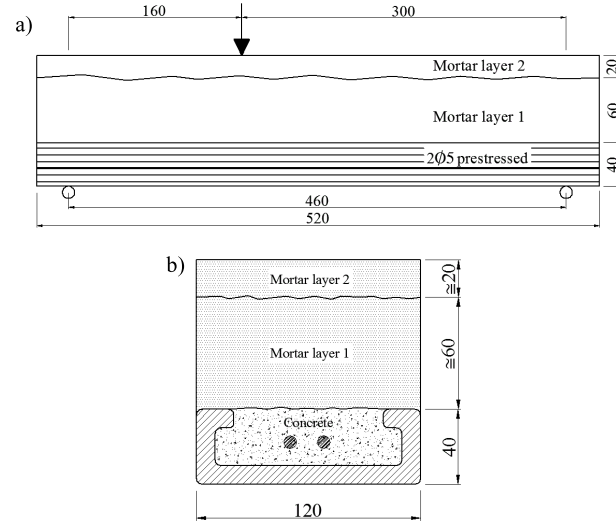 a)
160
300
Mortar layer 2
20
Mortar layer 1
60
2Ø5 prestressed
40
460
520
b)
Mortar layer 2
≅20
Mortar layer 1
≅60
Concrete
40
120